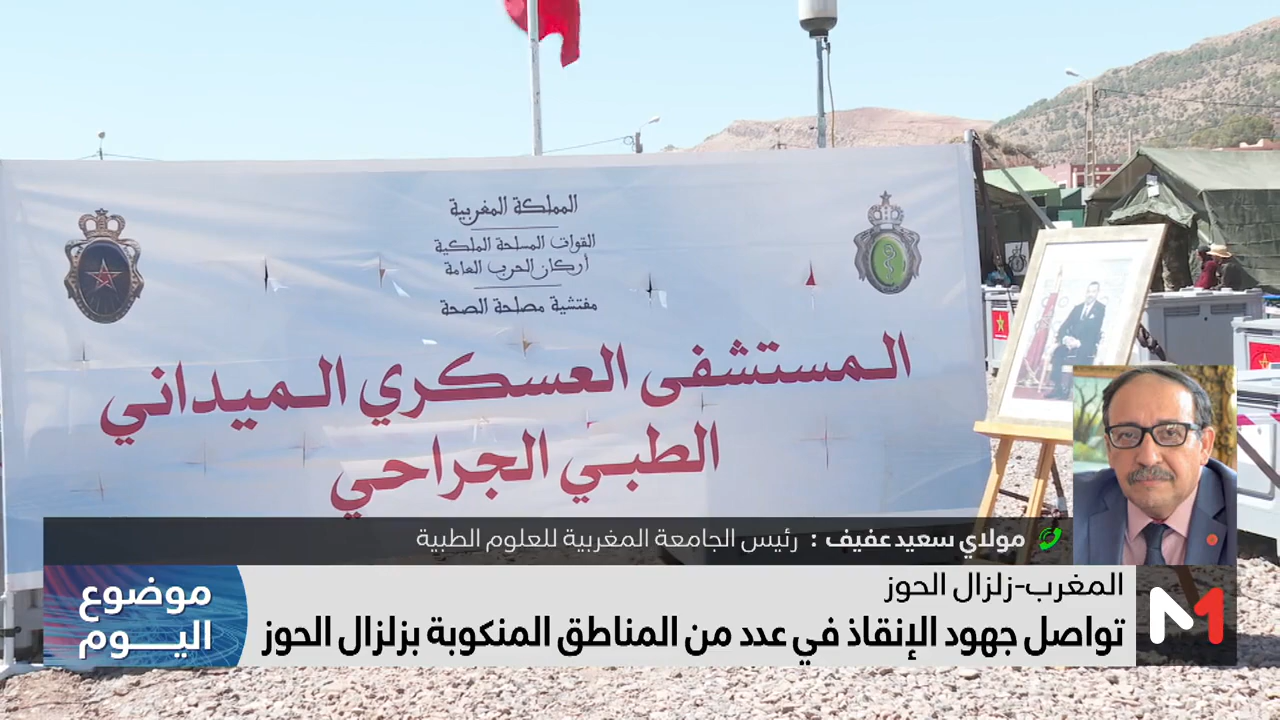 المملكة المغربية
القوات المسلحة الملكية
أركان الحرب العامة
مفتشية مصلحة الصحة
المستشفى العسكري الميداني
الطبي الجراحي
مولاي سعيد عفيف : رئيس الجامعة المغربية للعلوم الطبية
المغرب-زلزال الحوز
تواصل جهود الإنقاذ في عدد من المناطق المنكوبة بزلزال الحوز
موضوع
اليوم
M1